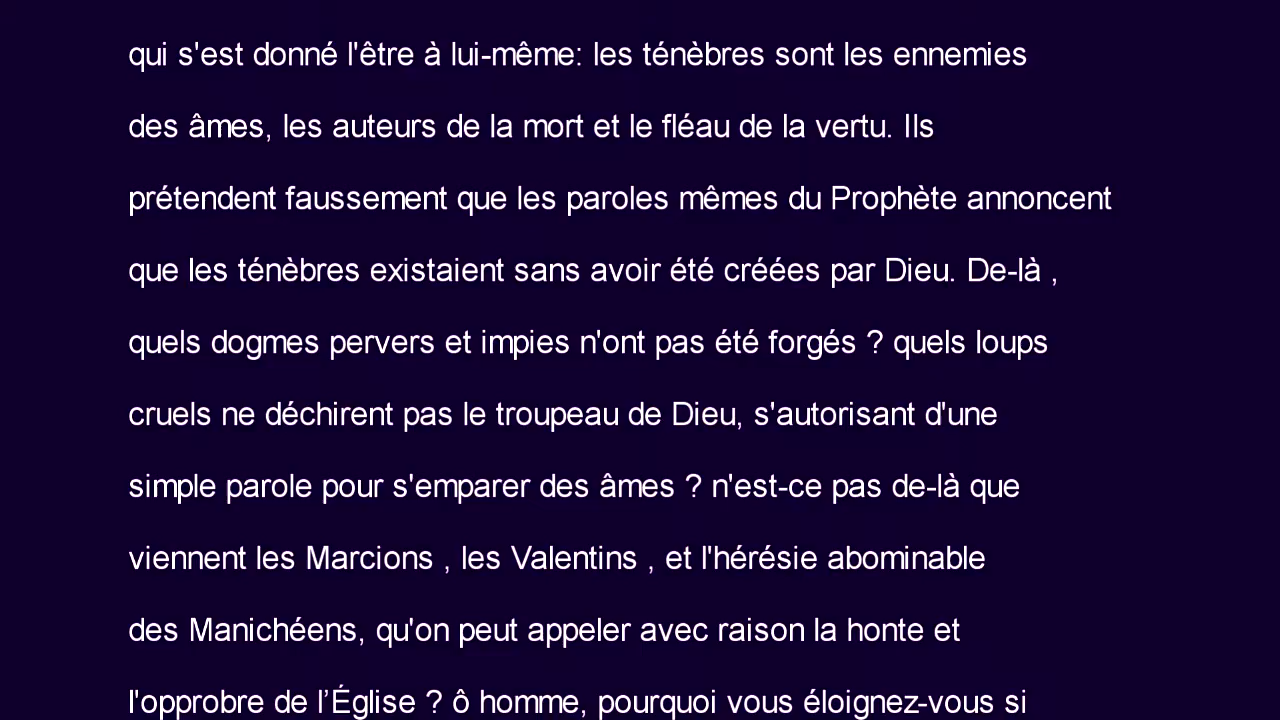 qui s'est donné l'être à lui-même: les ténèbres sont les ennemies
des âmes, les auteurs de la mort et le fléau de la vertu. Ils
prétendent faussement que les paroles mêmes du Prophète annoncent
que les ténèbres existaient sans avoir été créées par Dieu. De-là ,
quels dogmes pervers et impies n'ont pas été forgés ? quels loups
cruels ne déchirent pas le troupeau de Dieu, s'autorisant d'une
simple parole pour s'emparer des âmes ? n'est-ce pas de-là que
viennent les Marcions , les Valentins , et l'hérésie abominable
des Manichéens, qu'on peut appeler avec raison la honte et
l'opprobre de l’Église ? ô homme, pourquoi vous éloignez-vous si